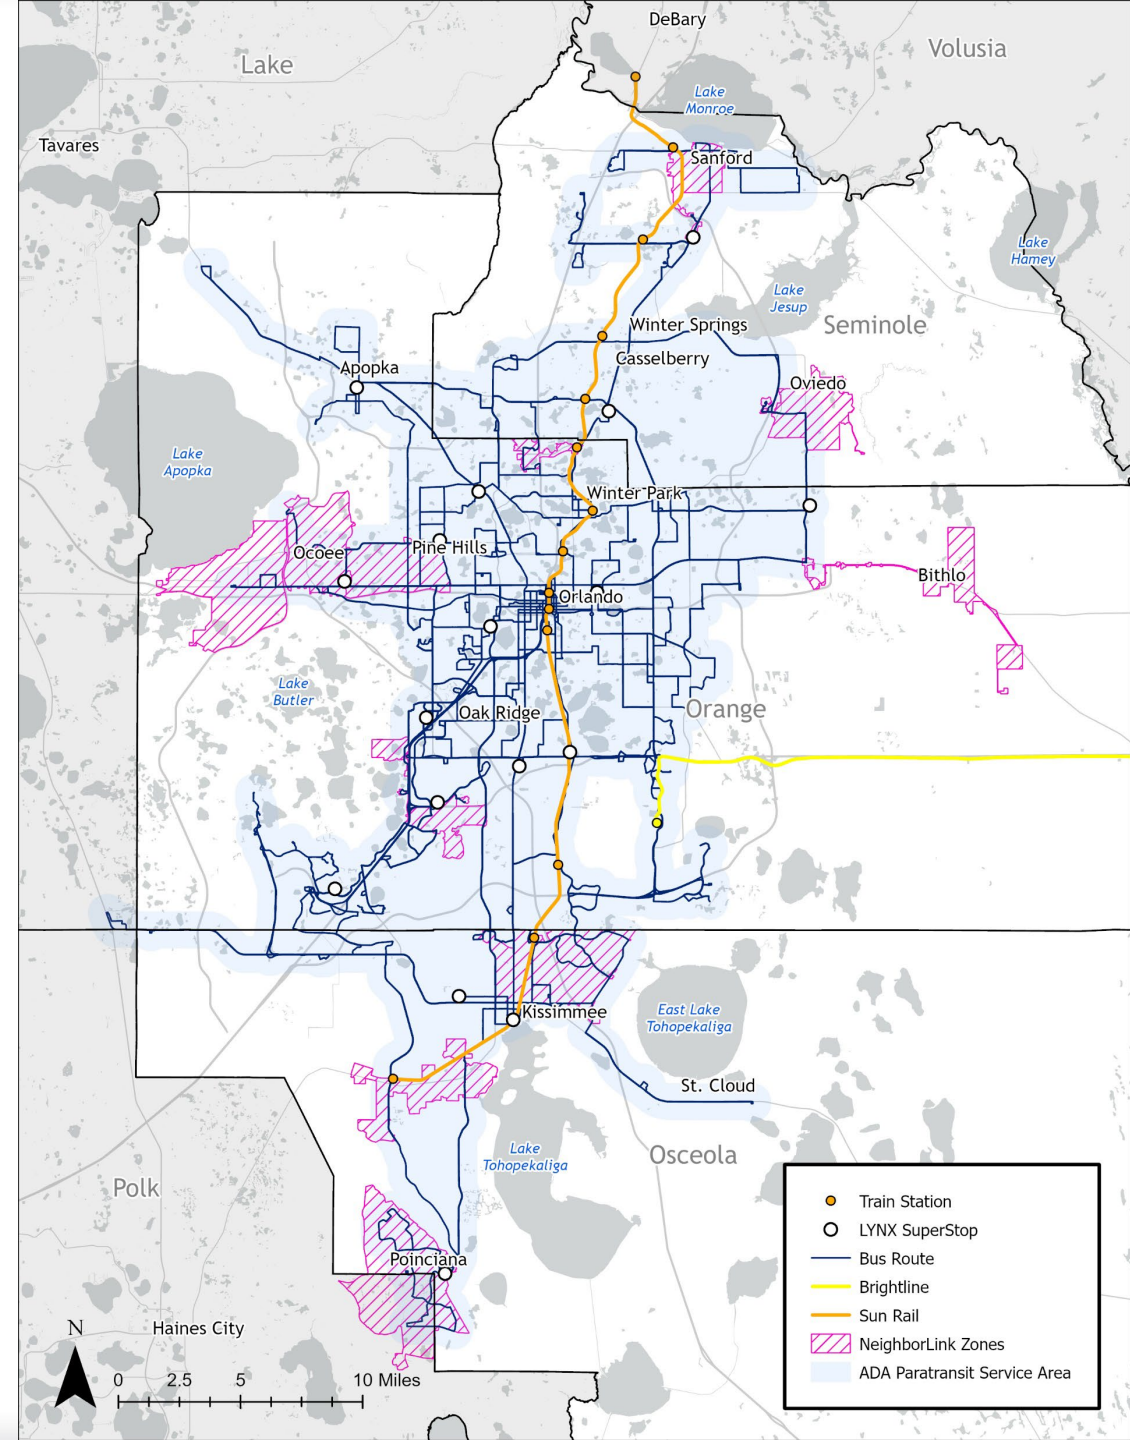 DeBary
Volusia
Lake
Lake
Monroe
Tavares
Sanford
Lake
Harney
Lake
Jesup
Winter Springs
Seminole
Casselberry
Apopka
Oviedo
Lake
Apopka
Winter Park
Ocoee
Pine Hills
Bithlo
Orlando
Lake
Butler
Oak Ridge
Orange
Kissimmee
East Lake
Tohopekaliga
St. Cloud
Lake
Tohopekaliga
Osceola
Polk
Poinciana
Haines City
N
0 2.5 5 10 Miles
Train Station
LYNX SuperStop
Bus Route
Brightline
Sun Rail
NeighborLink Zones
ADA Paratransit Service Area